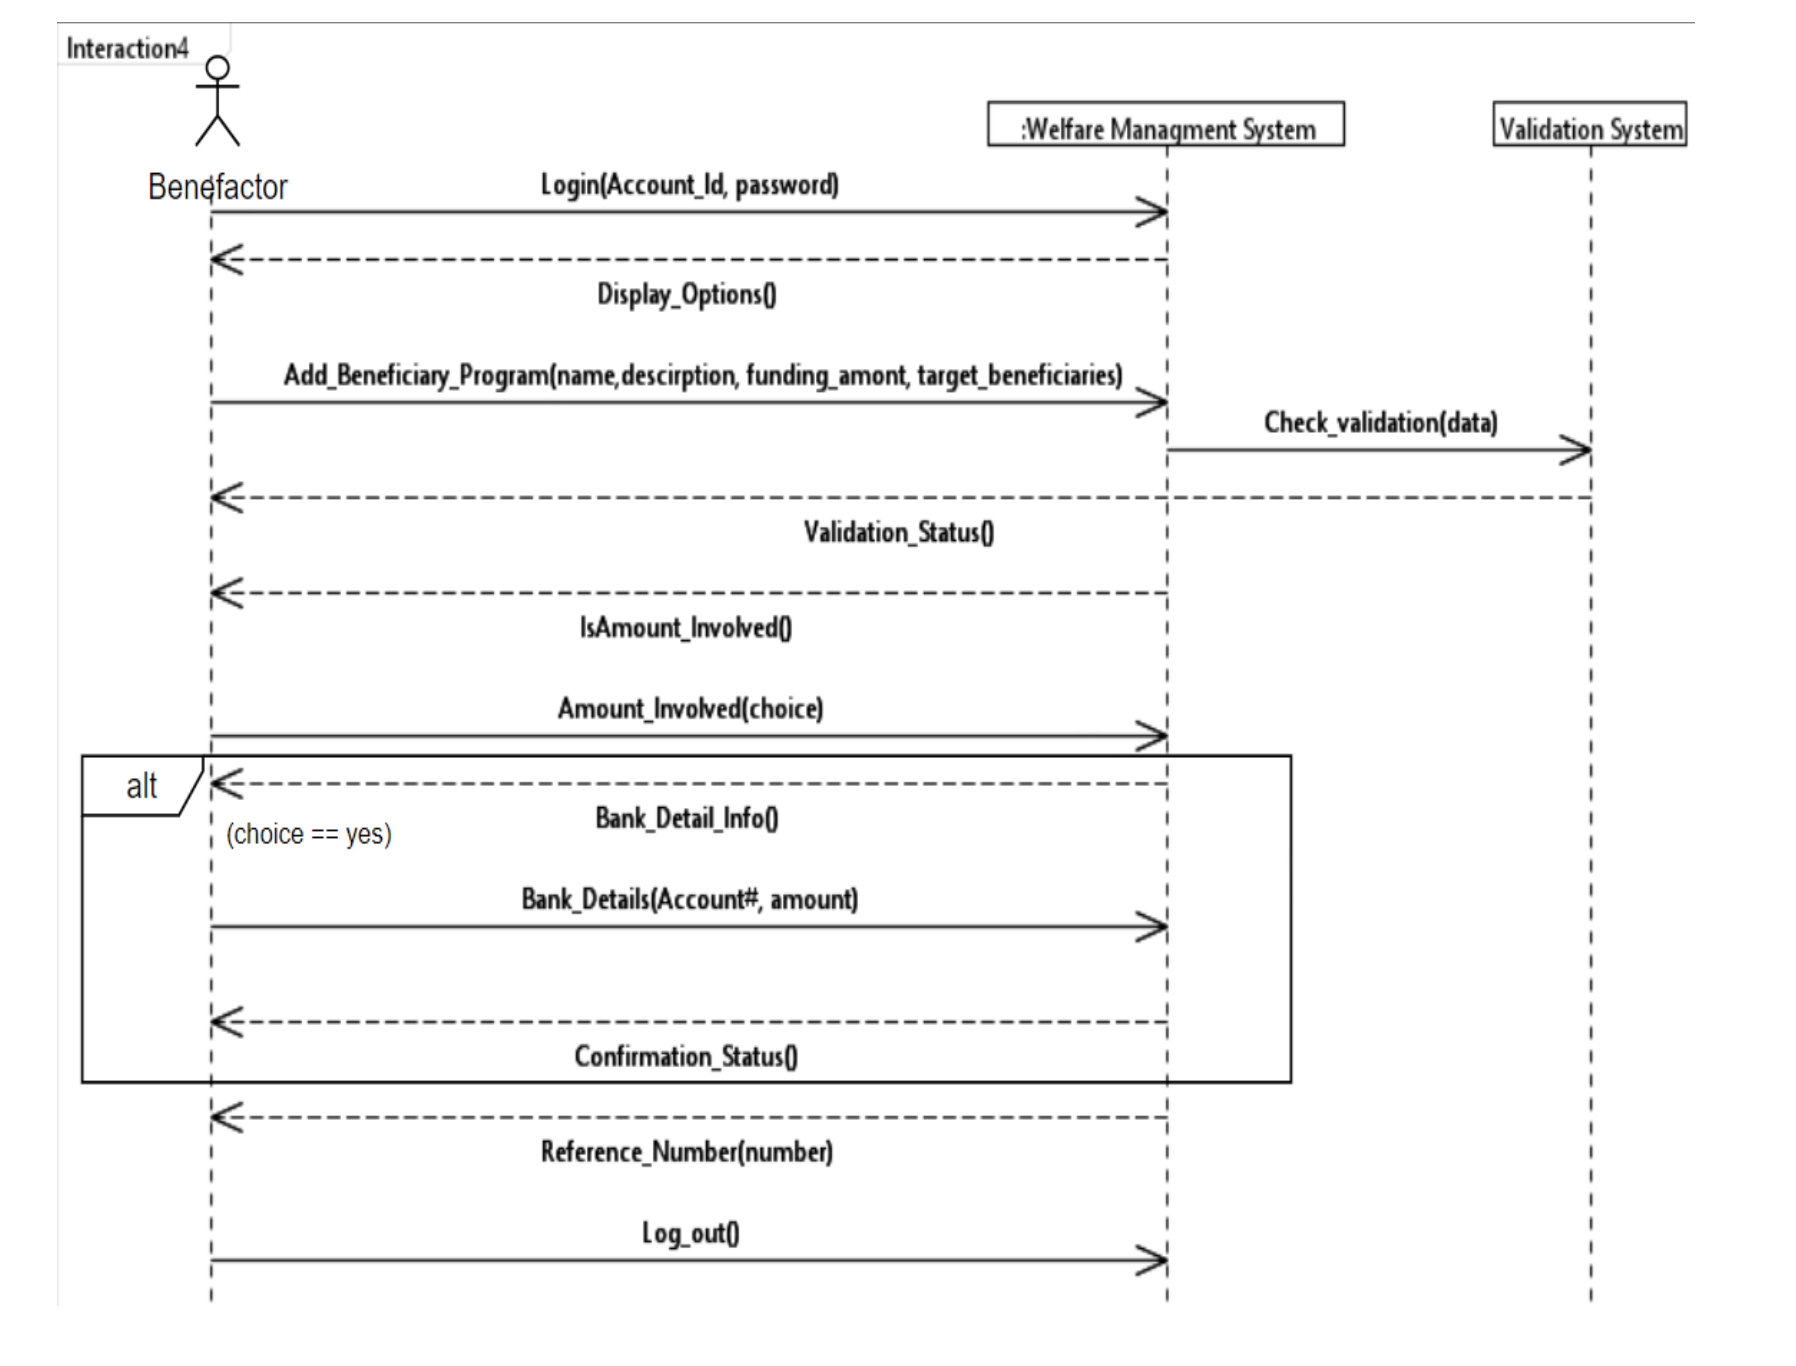 Interaction4
:Welfare Managment System
Validation System
Benefactor
Login(Account_Id, password)
Display_Options()
Add_Beneficiary_Program(name,descirption, funding_amont, target_beneficiaries)
Check_validation(data)
Validation_Status()
IsAmount_Involved()
Amount_Involved(choice)
alt
Bank_Detail_Info()
(choice == yes)
Bank_Details(Account#, amount)
Confirmation_Status()
Reference_Number(number)
Log_out()